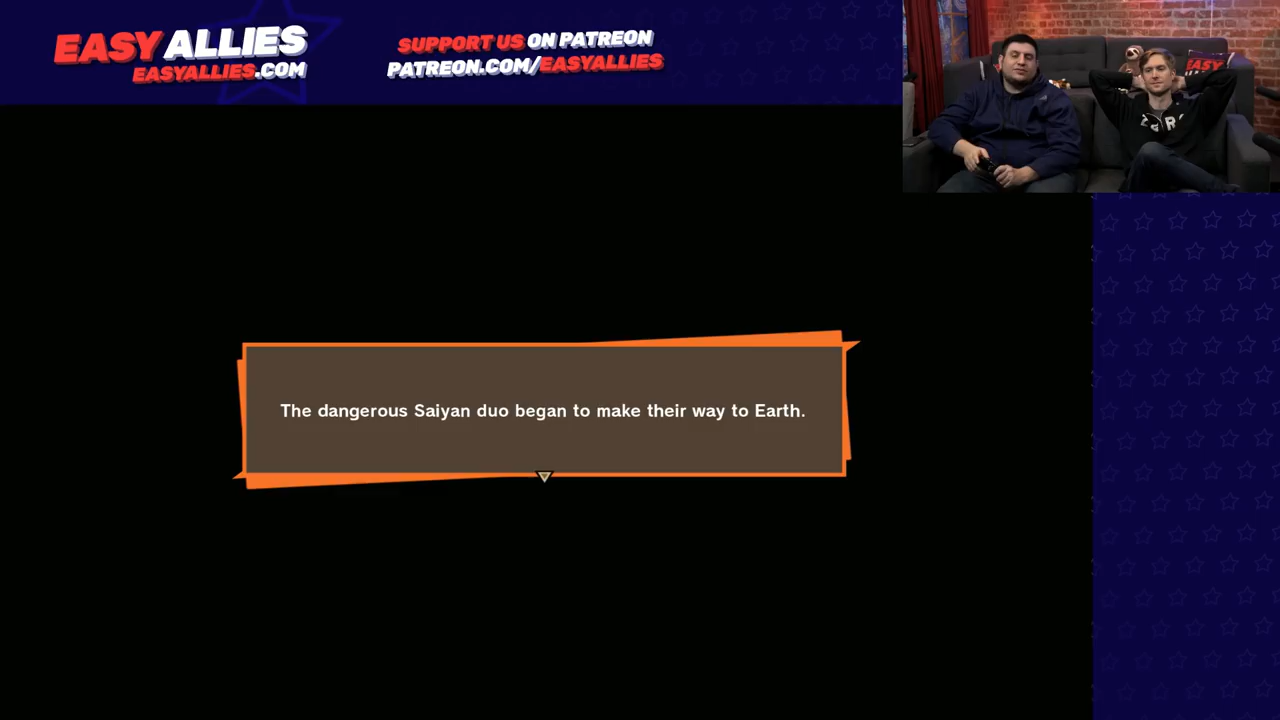 EASY ALLIES
EASYALLIES.COM
SUPPORT US ON PATREON
PATREON.COM/EASYALLIES
EASY
The dangerous Saiyan duo began to make their way to Earth.